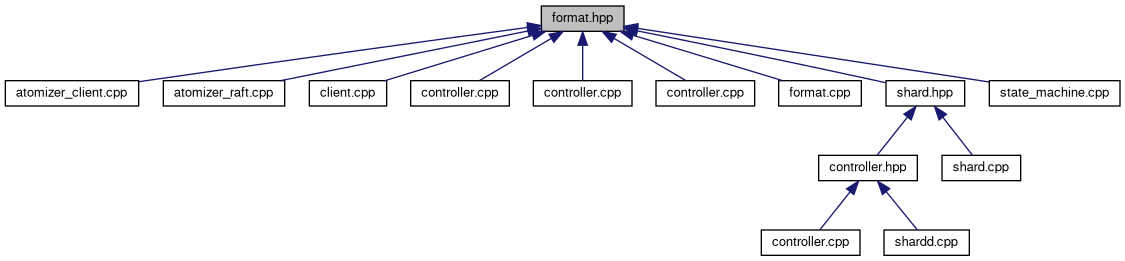 format.hpp
atomizer_client.cpp
atomizer_raft.cpp
client.cpp
controller.cpp
controller.cpp
controller.cpp
format.cpp
shard.hpp
state_machine.cpp
controller.hpp
shard.cpp
controller.cpp
shardd.cpp